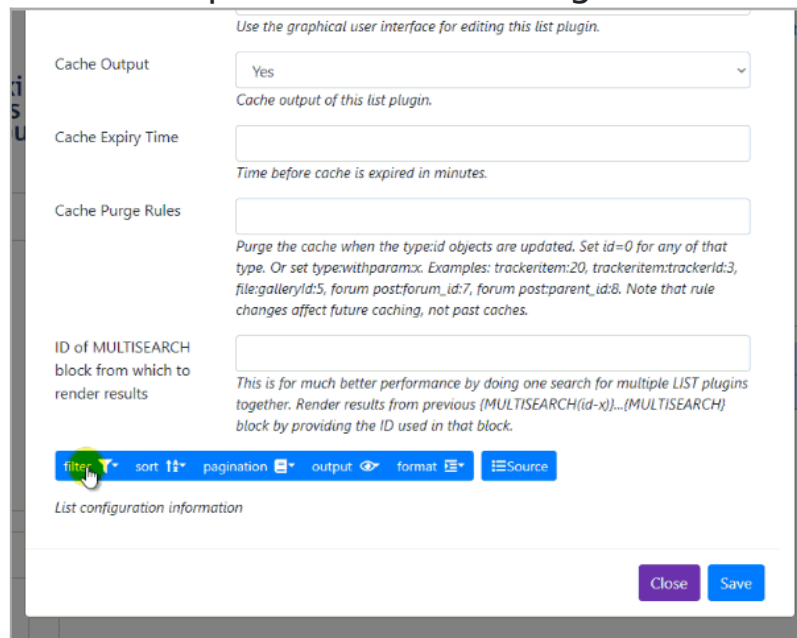 Use the graphical user interface for editing this list plugin.
Cache Output
Yes
Cache output of this list plugin.
Cache Expiry Time
Time before cache is expired in minutes.
Cache Purge Rules
Purge the cache when the type:id objects are updated. Set id=0 for any of that
type. Or set type:withparam:x. Examples: trackeritem:20, trackeritem:trackerId:3,
file:galleryId:5, forum post:forum_id:7, forum post:parent_id:8. Note that rule
changes affect future caching, not past caches.
ID of MULTISEARCH
block from which to
render results
This is for much better performance by doing one search for multiple LIST plugins
together. Render results from previous {MULTISEARCH(id-x)}...{MULTISEARCH}
block by providing the ID used in that block.
filter sort pagination output format Source
List configuration information
Close Save